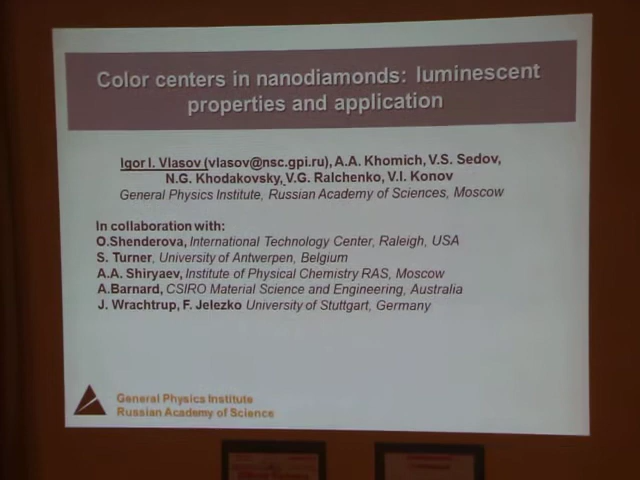 Color centers in nanodiamonds: luminescent
properties and application
Igor I. Vlasov (vlasov@nsc.gpi.ru), A.A. Khomich, V.S. Sedov,
N.G. Khodakovsky, V.G. Ralchenko, V.I. Konov
General Physics Institute, Russian Academy of Sciences, Moscow
In collaboration with:
O.Shenderova, International Technology Center, Raleigh, USA
S. Turner, University of Antwerpen, Belgium
A.A. Shiryaev, Institute of Physical Chemistry RAS, Moscow
A.Barnard, CSIRO Material Science and Engineering, Australia
J. Wrachtrup, F. Jelezko University of Stuttgart, Germany
General Physics Institute
Russian Academy of Science